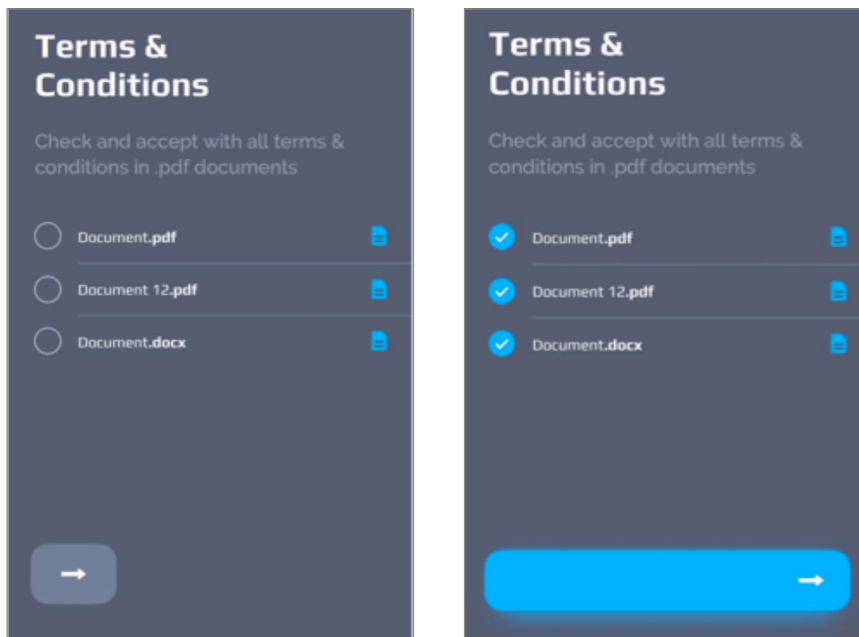 Terms &
Conditions
Check and accept with all terms &
conditions in .pdf documents
Document.pdf
Document 12.pdf
Document.docx
Terms &
Conditions
Check and accept with all terms &
conditions in .pdf documents
Document.pdf
Document 12.pdf
Document.docx